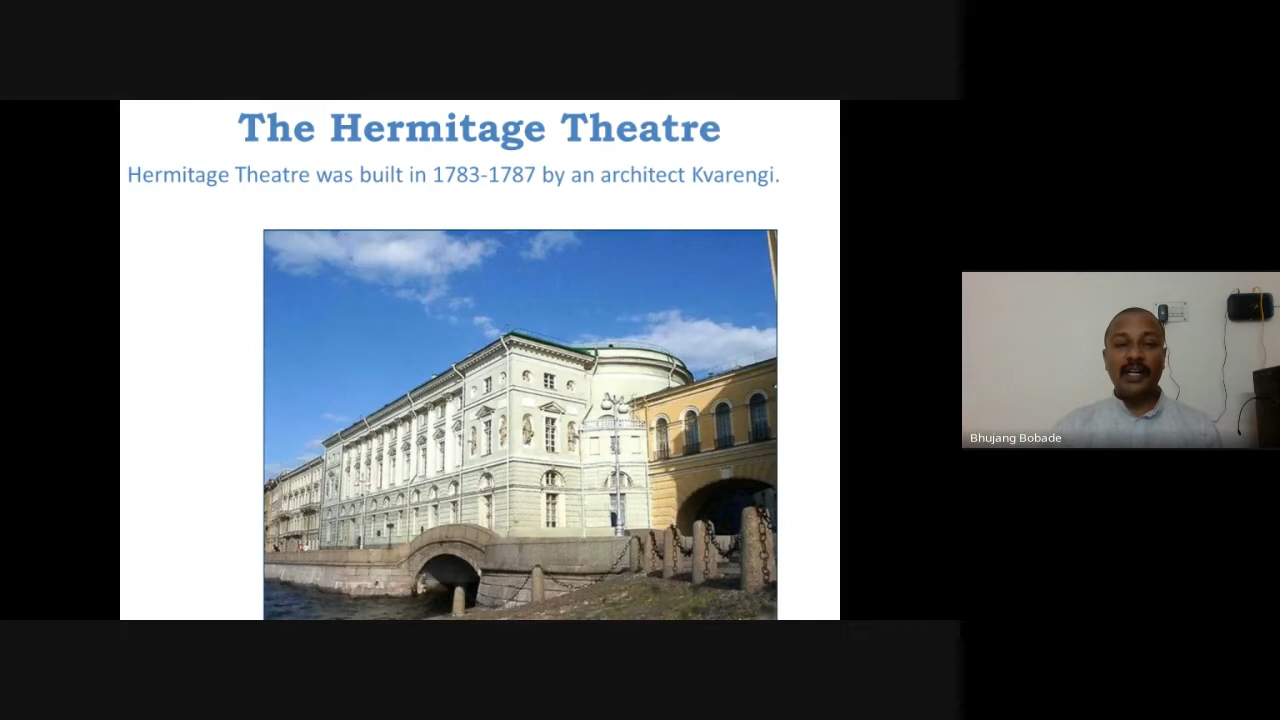 The Hermitage Theatre
Hermitage Theatre was built in 1783-1787 by an architect Kvarengi.
Bhujang Bobade